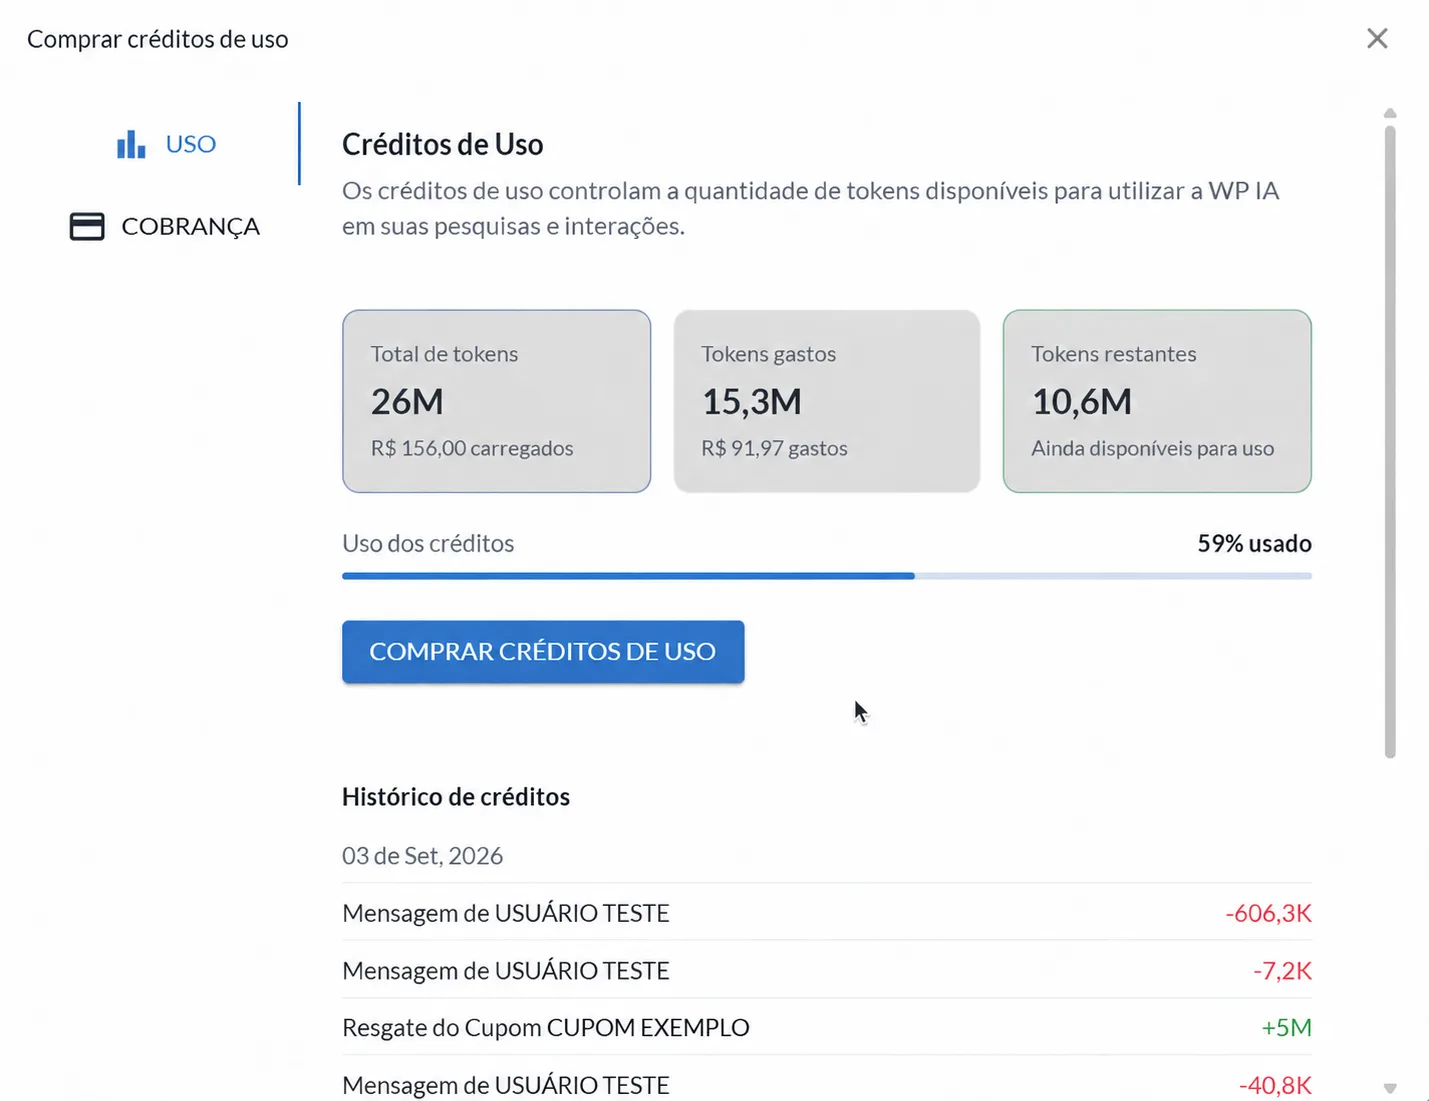 Comprar créditos de uso
USO
COBRANÇA
Créditos de Uso
Os créditos de uso controlam a quantidade de tokens disponíveis para utilizar a WP IA
em suas pesquisas e interações.
Total de tokens
26M
R$ 156,00 carregados
Tokens gastos
15,3M
R$ 91,97 gastos
Tokens restantes
10,6M
Ainda disponíveis para uso
Uso dos créditos
59% usado
COMPRAR CRÉDITOS DE USO
Histórico de créditos
03 de Set, 2026
Mensagem de USUÁRIO TESTE -606,3K
Mensagem de USUÁRIO TESTE -7,2K
Resgate do Cupom CUPOM EXEMPLO +5M
Mensagem de USUÁRIO TESTE -40,8K